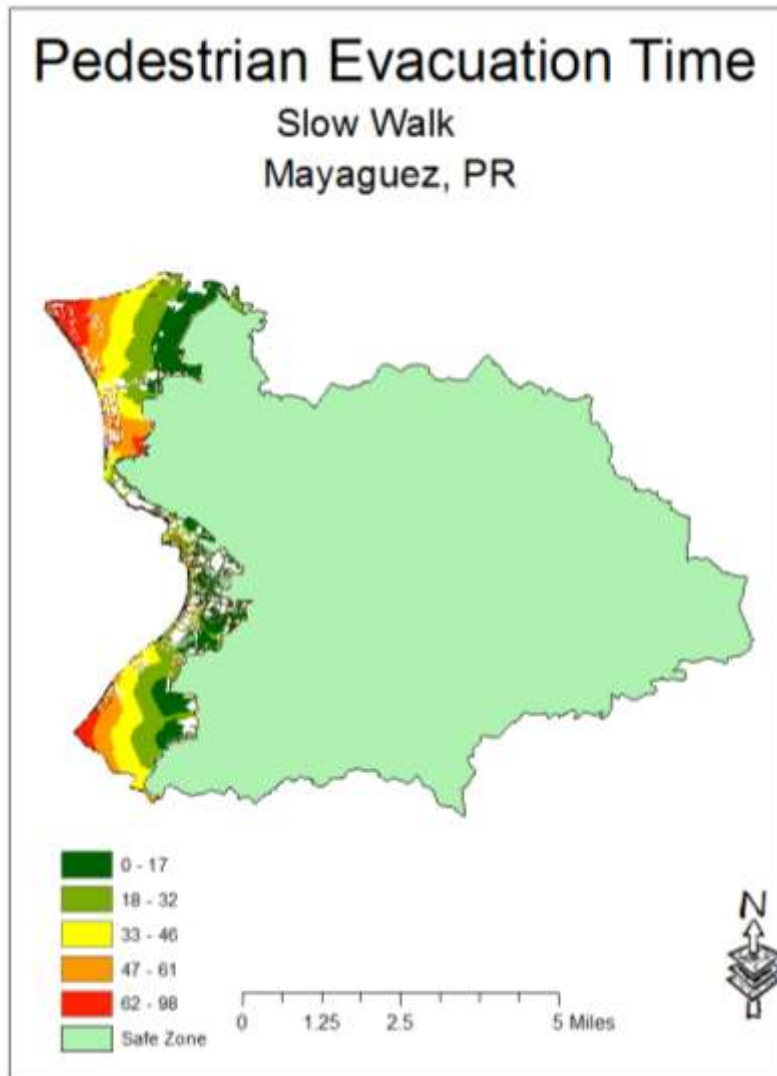 Pedestrian Evacuation Time
Slow Walk
Mayaguez, PR
0 - 17
18 - 32
33 - 46
47 - 61
62 - 98
Safe Zone
0 1.25 2.5 5 Miles
N